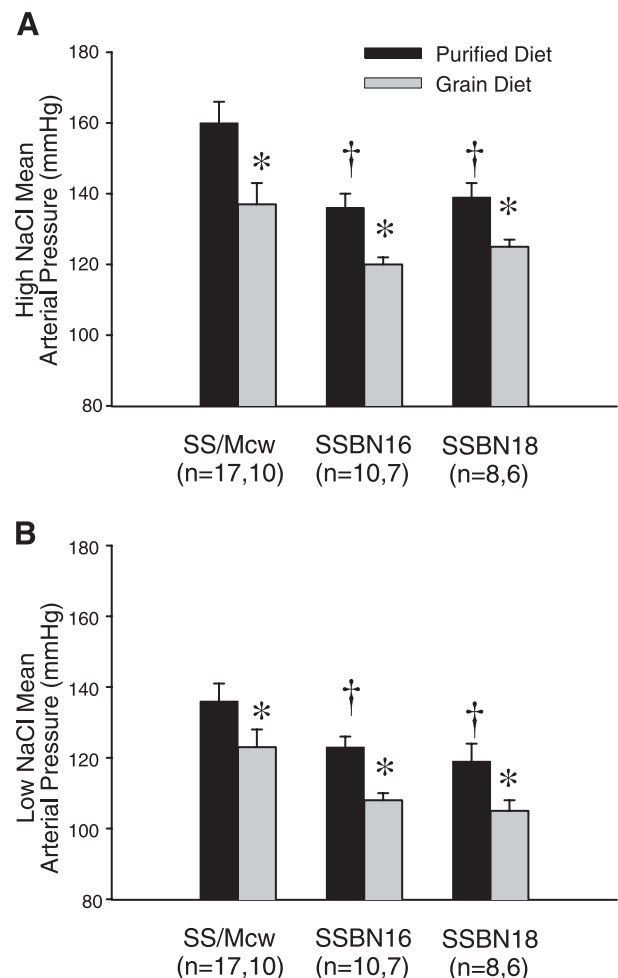 A
180
Purified Diet
Grain Diet
160
*
†
†
140
*
*
120
100
80
High NaCl Mean
Arterial Pressure (mmHg)
SS/Mcw
SSBN16
SSBN18
(n=17,10)
(n=10,7)
(n=8,6)
B
180
160
140
†
†
*
120
*
*
100
80
Low NaCl Mean
Arterial Pressure (mmHg)
SS/Mcw
SSBN16
SSBN18
(n=17,10)
(n=10,7)
(n=8,6)